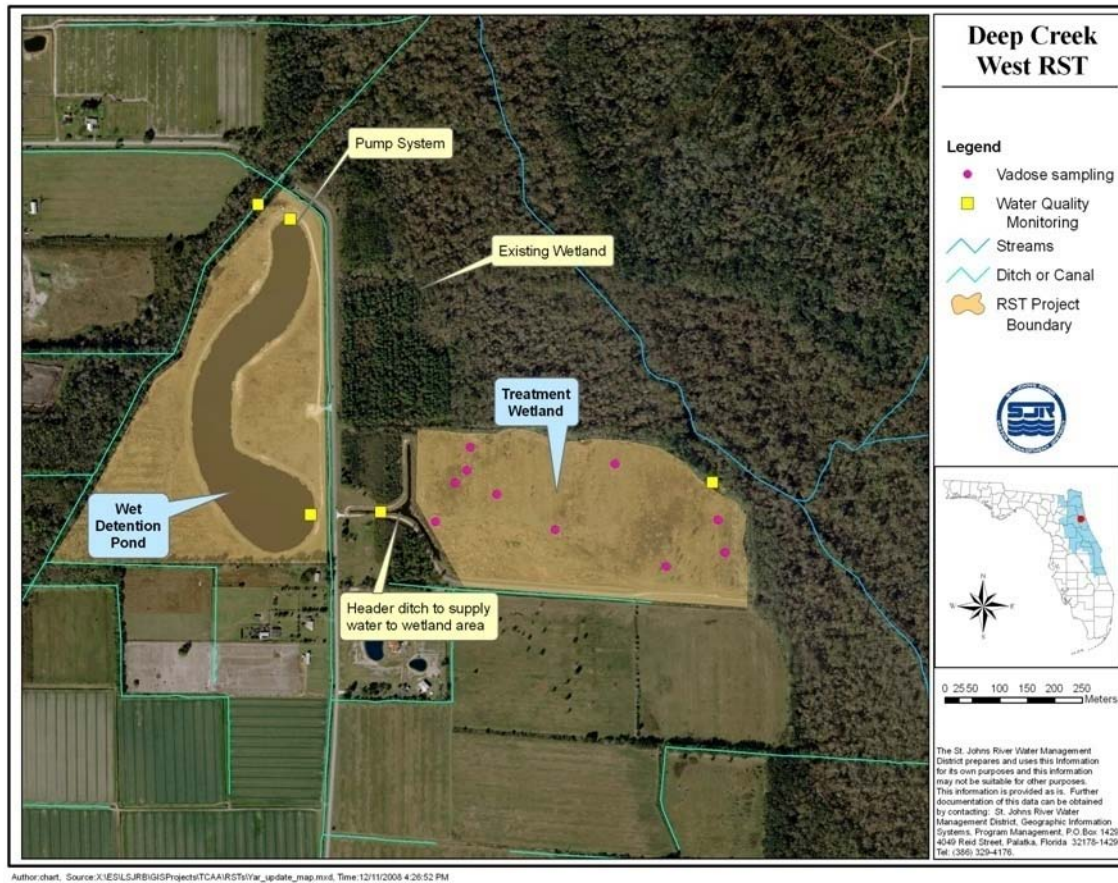 Deep Creek
West RST
Pump System
Existing Wetland
Treatment
Wetland
Wet
Detention
Pond
Header ditch to supply
water to wetland area
Legend
Vadose sampling
Water Quality
Monitoring
Streams
Ditch or Canal
RST Project
Boundary
SJR
N
W
E
S
0 25 50 100 150 200 250
Meters
The St. Johns River Water Management
District prepares and uses this Information
for its own purposes and this information
may not be suitable for other purposes.
This information is provided as is. Further
documentation of this data can be obtained
by contacting: St. Johns River Water
Management District, Geographic Information
Systems, Program Management, P.O.Box 1429
4049 Reid Street, Palatka, Florida 32178-1429
Tel: (386) 329-4176.
Author:chart, Source:X:\ES\LSJRB\GISProjects\TCAA\RSTs\Yar_update_map.mxd, Time:12/11/2008 4:26:52 PM